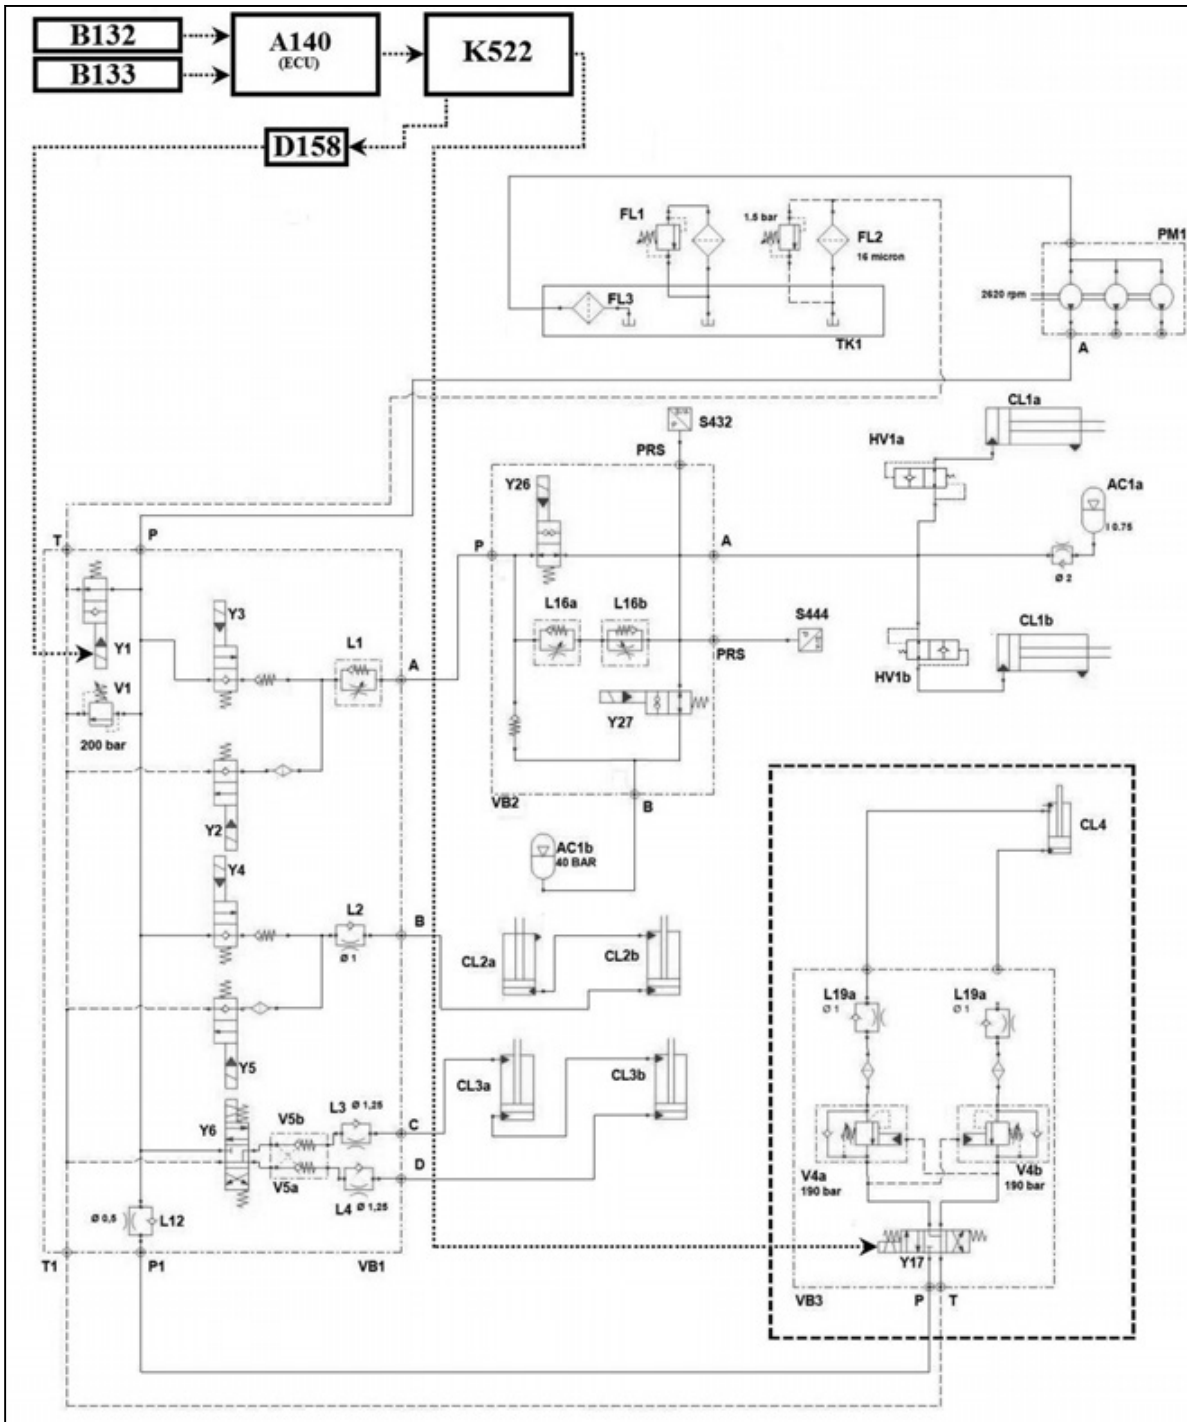 B132
B133
A140
(ECU)
K522
D158
FL1
1.5 bar
FL2
16 micron
PM1
2620 rpm
FL3
TK1
A
CL1a
S432
HV1a
PRS
Y26
AC1a
l 0.75
T
P
P
A
Ø 2
Y3
L16a
L16b
S444
CL1b
Y1
L1
A
PRS
V1
Y27
HV1b
200 bar
VB2
B
Y2
AC1b
40 BAR
CL4
Y4
L2
B
Ø 1
CL2a
CL2b
L19a
Ø 1
L19a
Ø 1
Y5
CL3a
CL3b
L3 Ø 1,25
V5b
Y6
C
D
V5a
L4 Ø 1,25
V4a
190 bar
V4b
190 bar
Ø 0,5
L12
T1
P1
VB1
Y17
VB3
P
T